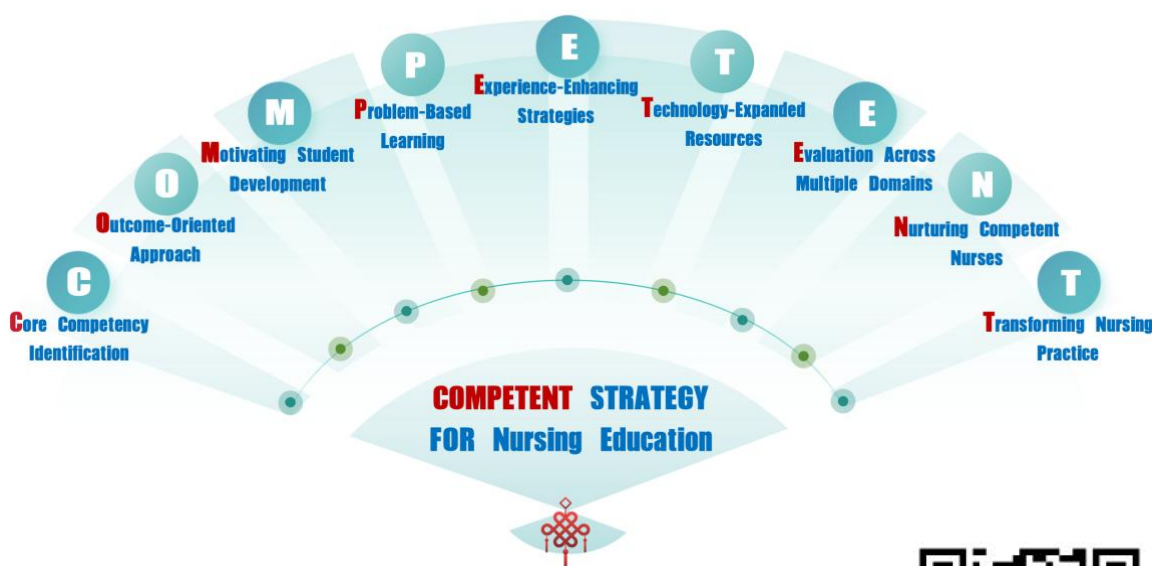 C
Core Competency
Identification
O
Outcome-Oriented
Approach
M
Motivating Student
Development
P
Problem-Based
Learning
E
Experience-Enhancing
Strategies
T
Technology-Expanded
Resources
E
Evaluation Across
Multiple Domains
N
Nurturing Competent
Nurses
T
Transforming Nursing
Practice
COMPETENT STRATEGY
FOR Nursing Education